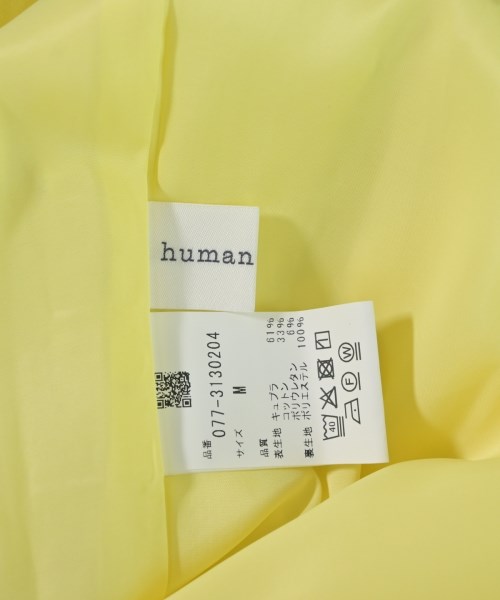 human
品番
077-3130204
サイズ M
品質
表生地 キュプラ 61%
コットン 33%
ポリウレタン 6%
裏生地 ポリエステル 100%
40
F W